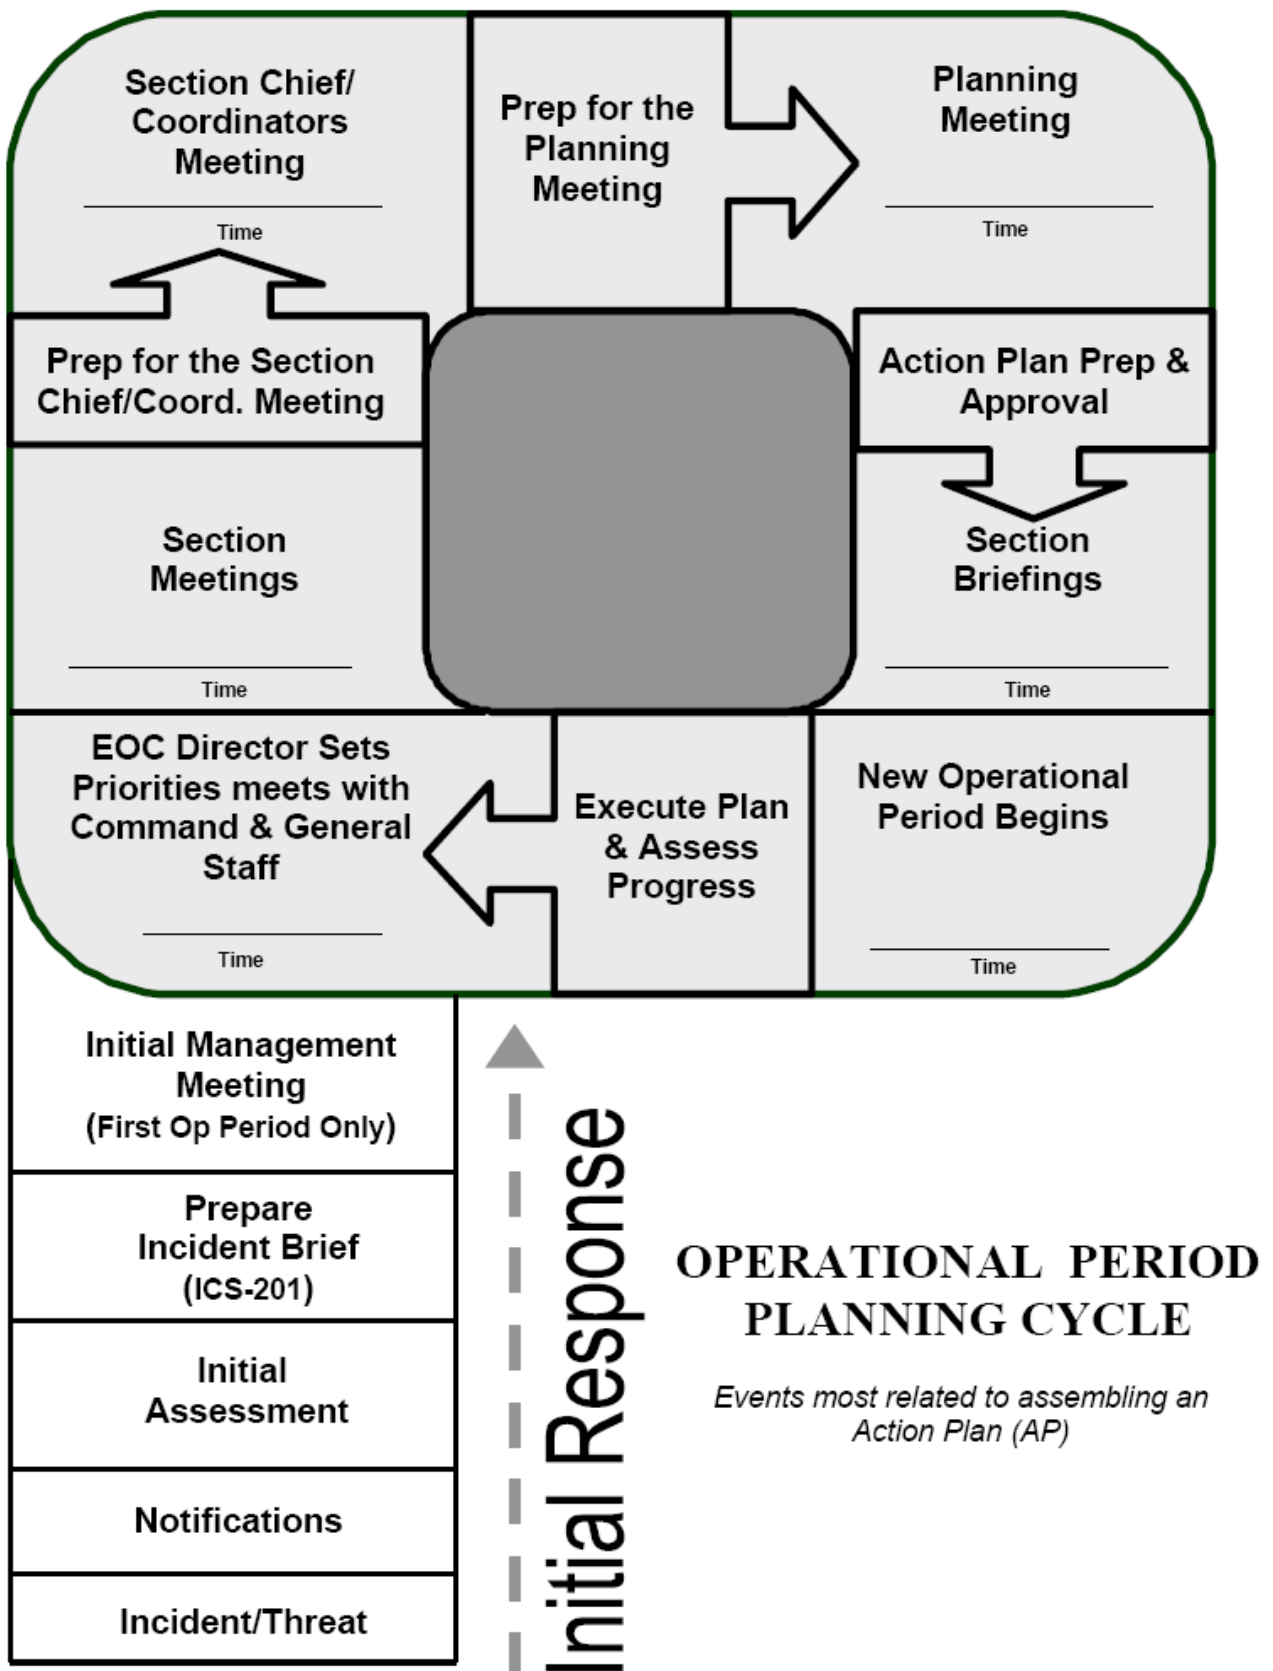 Section Chief/
Coordinators
Meeting
Time
Prep for the
Planning
Meeting
Planning
Meeting
Time
Prep for the Section
Chief/Coord. Meeting
Action Plan Prep &
Approval
Section
Meetings
Time
Section
Briefings
Time
EOC Director Sets
Priorities meets with
Command & General
Staff
Time
Execute Plan
& Assess
Progress
New Operational
Period Begins
Time
Initial Management
Meeting
(First Op Period Only)
Prepare
Incident Brief
(ICS-201)
Initial
Assessment
Notifications
Incident/Threat
Initial Response
OPERATIONAL PERIOD
PLANNING CYCLE
Events most related to assembling an
Action Plan (AP)